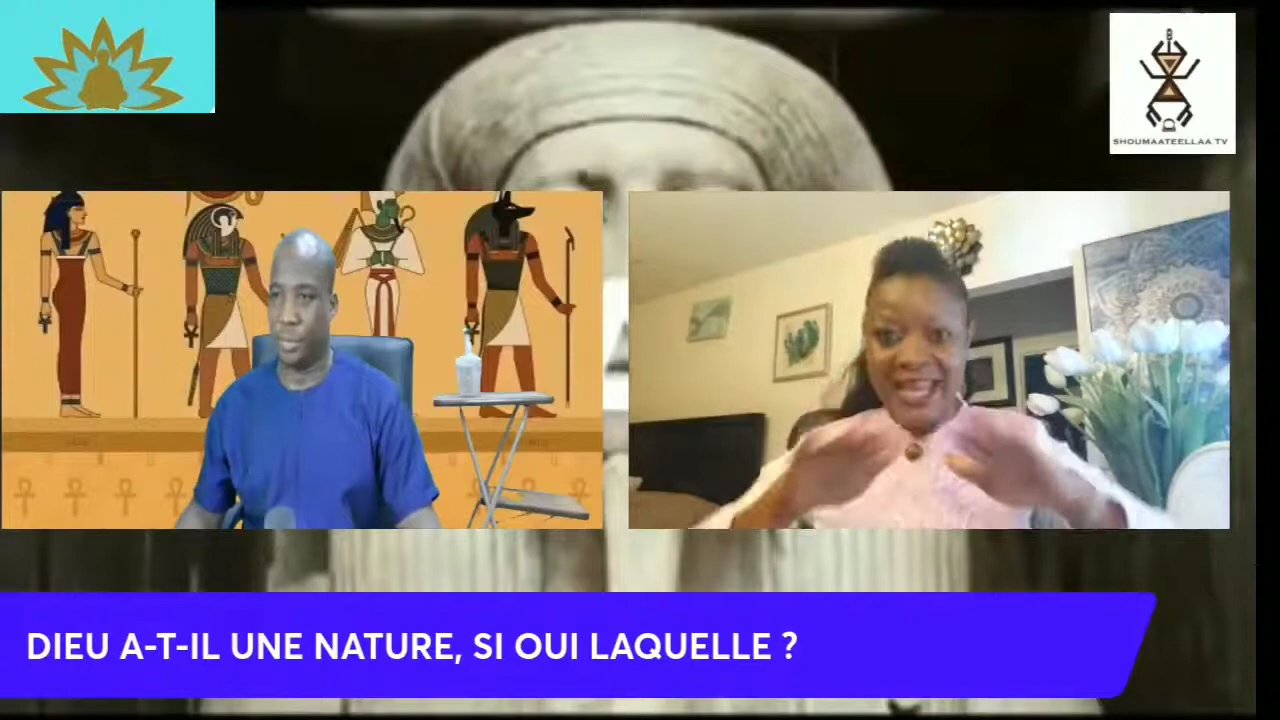 SHOUMAATEELLAA TV
DIEU A-T-IL UNE NATURE, SI OUI LAQUELLE ?